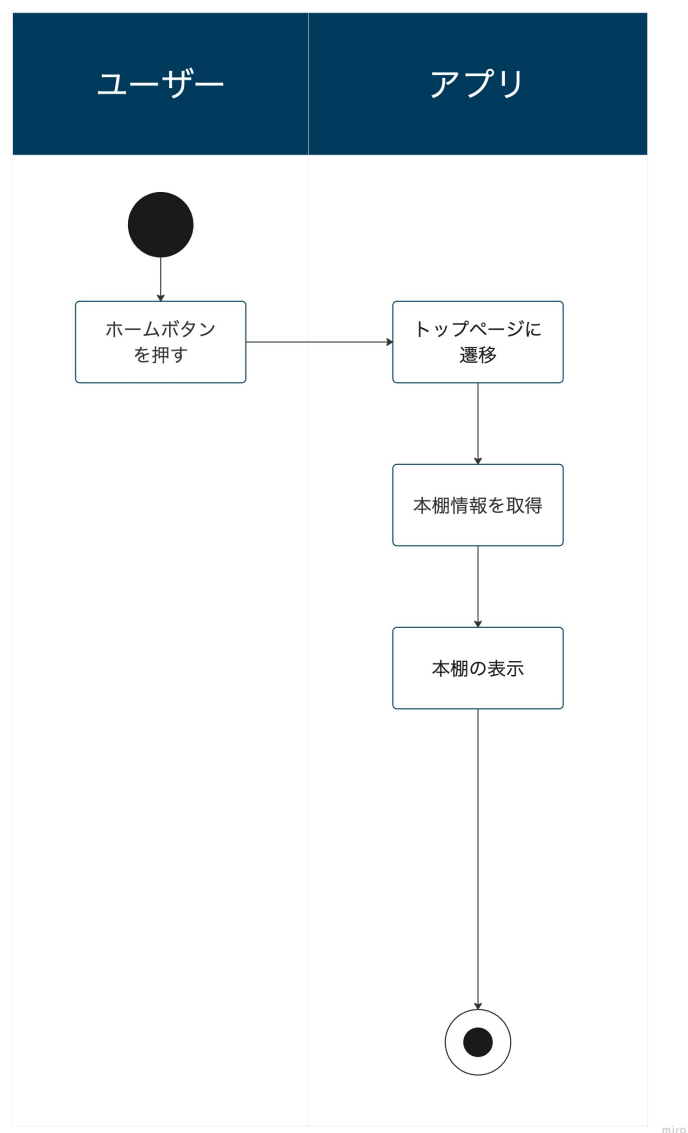 ユーザー
アプリ
ホームボタン
を押す
トップページに
遷移
本棚情報を取得
本棚の表示
miro